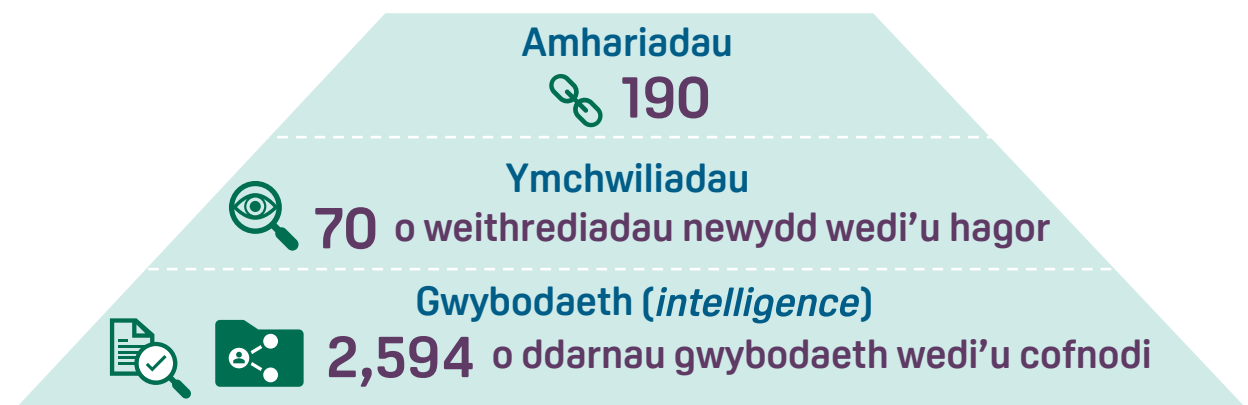 Amhariadau
190
Ymchwiliadau
70 o weithrediadau newydd wedi’u hagor
Gwybodaeth (intelligence)
2,594 o ddarnau gwybodaeth wedi’u cofnodi